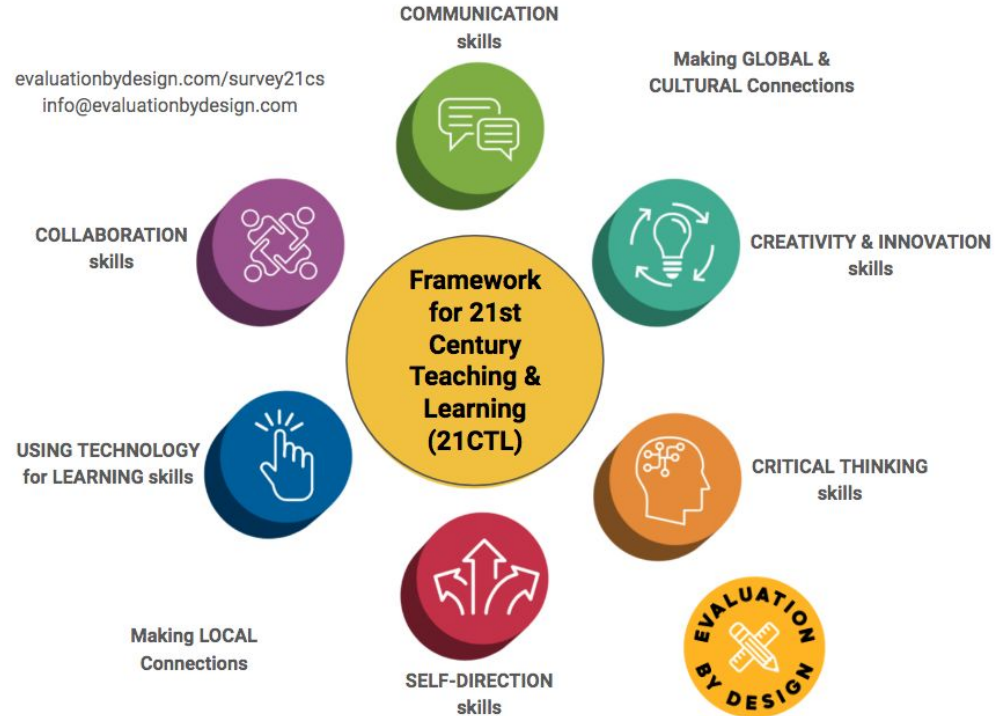 COMMUNICATION
skills
evaluationbydesign.com/survey21cs
info@evaluationbydesign.com
Making GLOBAL &
CULTURAL Connections
COLLABORATION
skills
CREATIVITY & INNOVATION
skills
Framework
for 21st
Century
Teaching &
Learning
(21CTL)
USING TECHNOLOGY
for LEARNING skills
CRITICAL THINKING
skills
Making LOCAL
Connections
SELF-DIRECTION
skills
EVALUATION
BY DESIGN